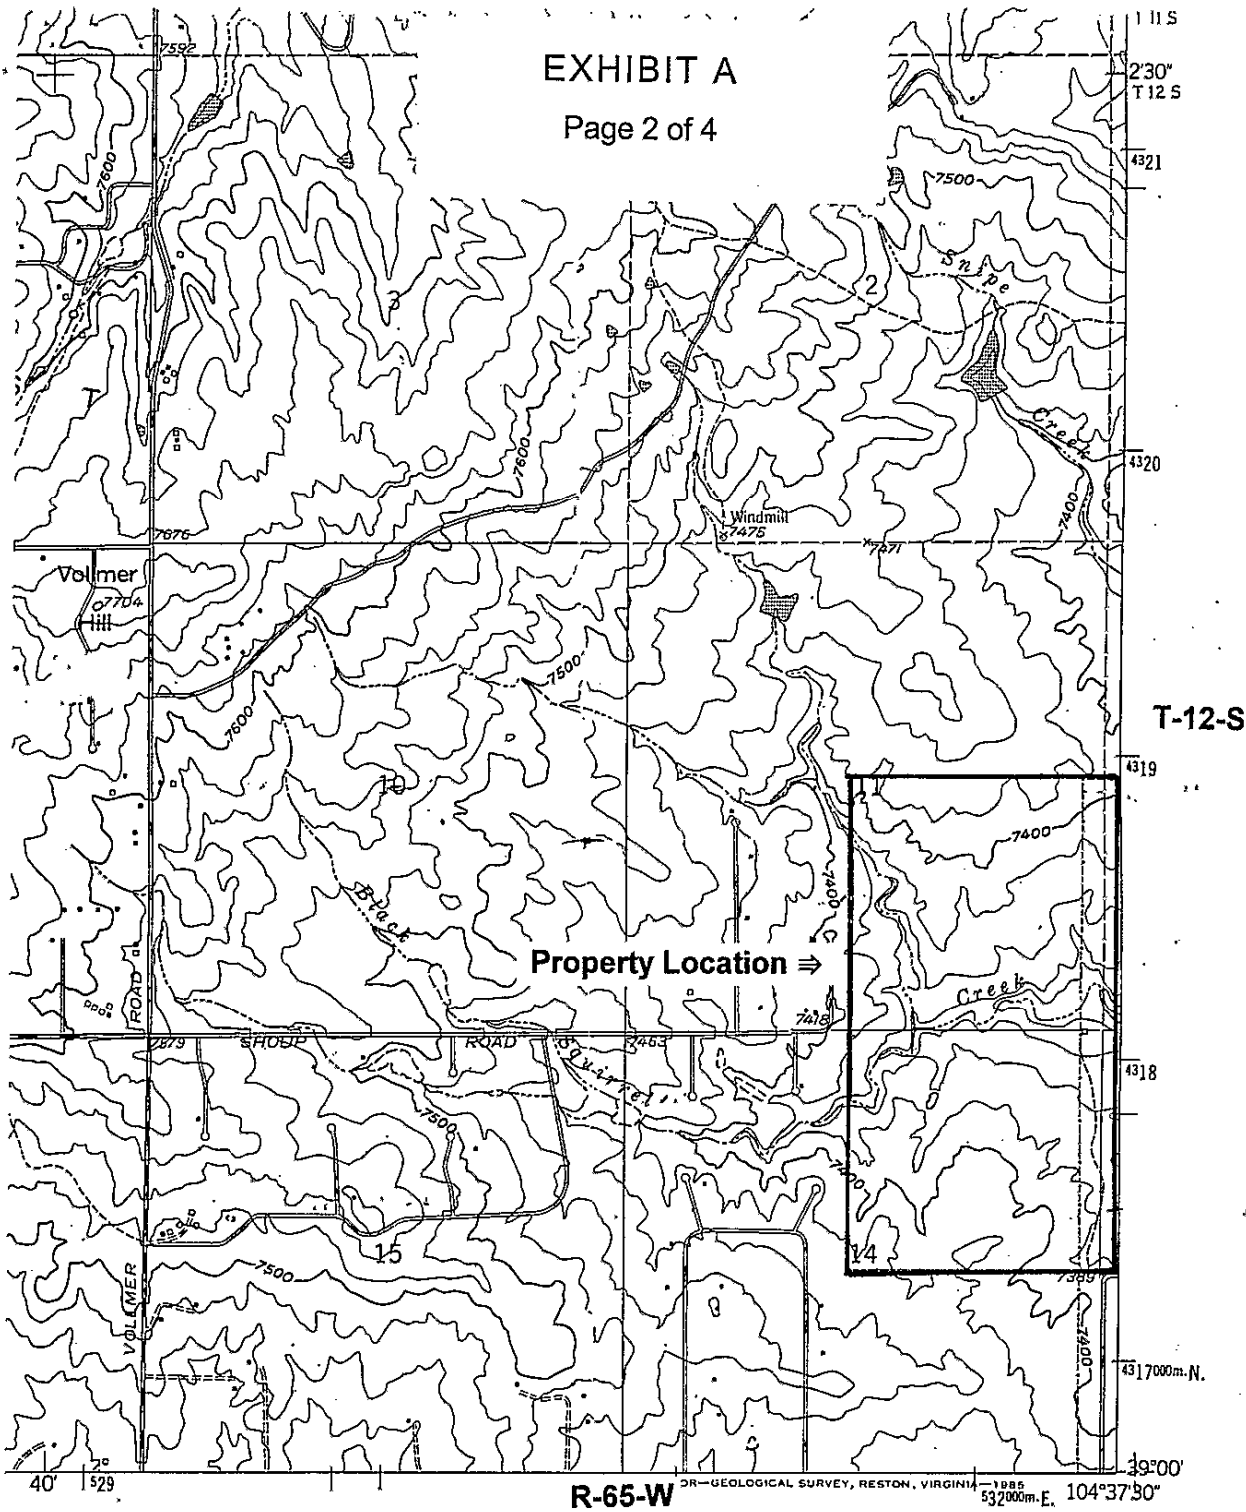 EXHIBIT A
Page 2 of 4
T 11 S
2'30"
T 12 S
7592
4321
7600
7500
Snipe
3
2
T
Creek
4320
7600
7400
Windmill
7475
7676
7471
Vollmer
7704
Hill
7500
7600
T-12-S
4319
10
11
7400
7400
Black
C
Property Location ⇒
Creek
ROAD
7418
SHOUP
ROAD
7463
Squirrel
4318
7500
7400
15
14
7500
7389
VOLLMER
7400
4317000m.N.
39°00'
40'
529
R-65-W
OR—GEOLOGICAL SURVEY, RESTON, VIRGINIA—1985
532000m.E.
104°37'30"